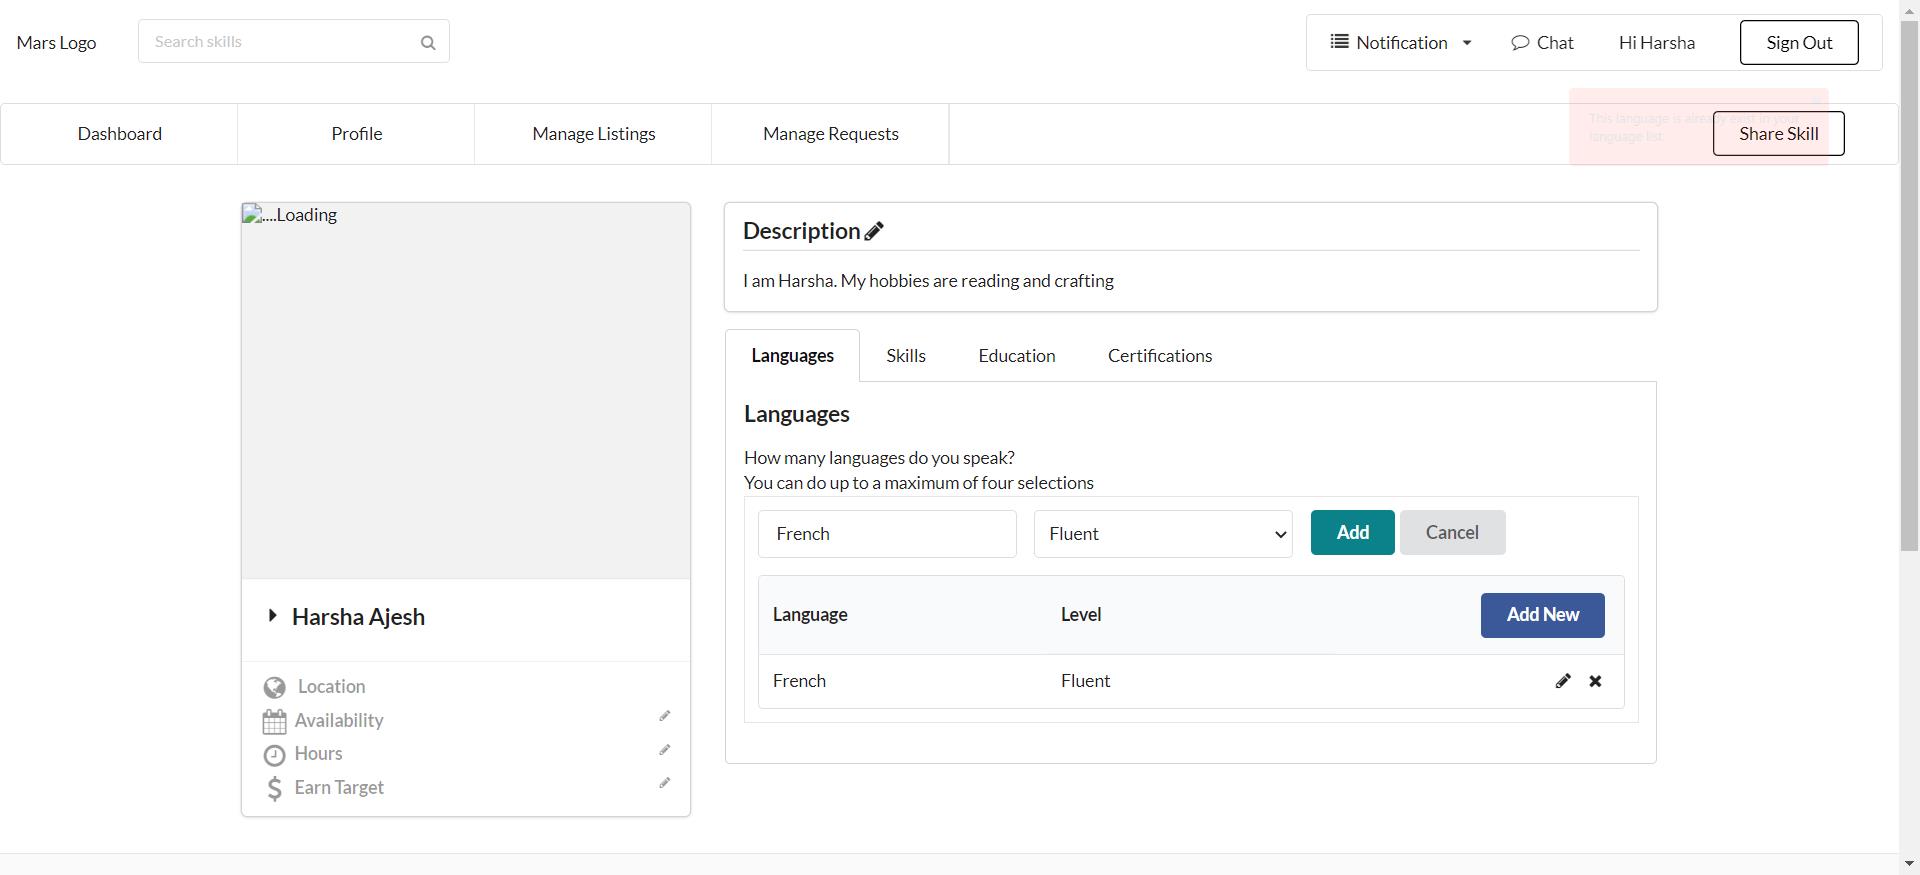 Mars Logo
Search skills
Notification
Chat
Hi Harsha
Sign Out
Dashboard
Profile
Manage Listings
Manage Requests
This language is already exist in your
language list.
Share Skill
....Loading
Description
I am Harsha. My hobbies are reading and crafting
Languages
Skills
Education
Certifications
Languages
How many languages do you speak?
You can do up to a maximum of four selections
French
Fluent
Add
Cancel
Language
Level
Add New
French
Fluent
Harsha Ajesh
Location
Availability
Hours
Earn Target